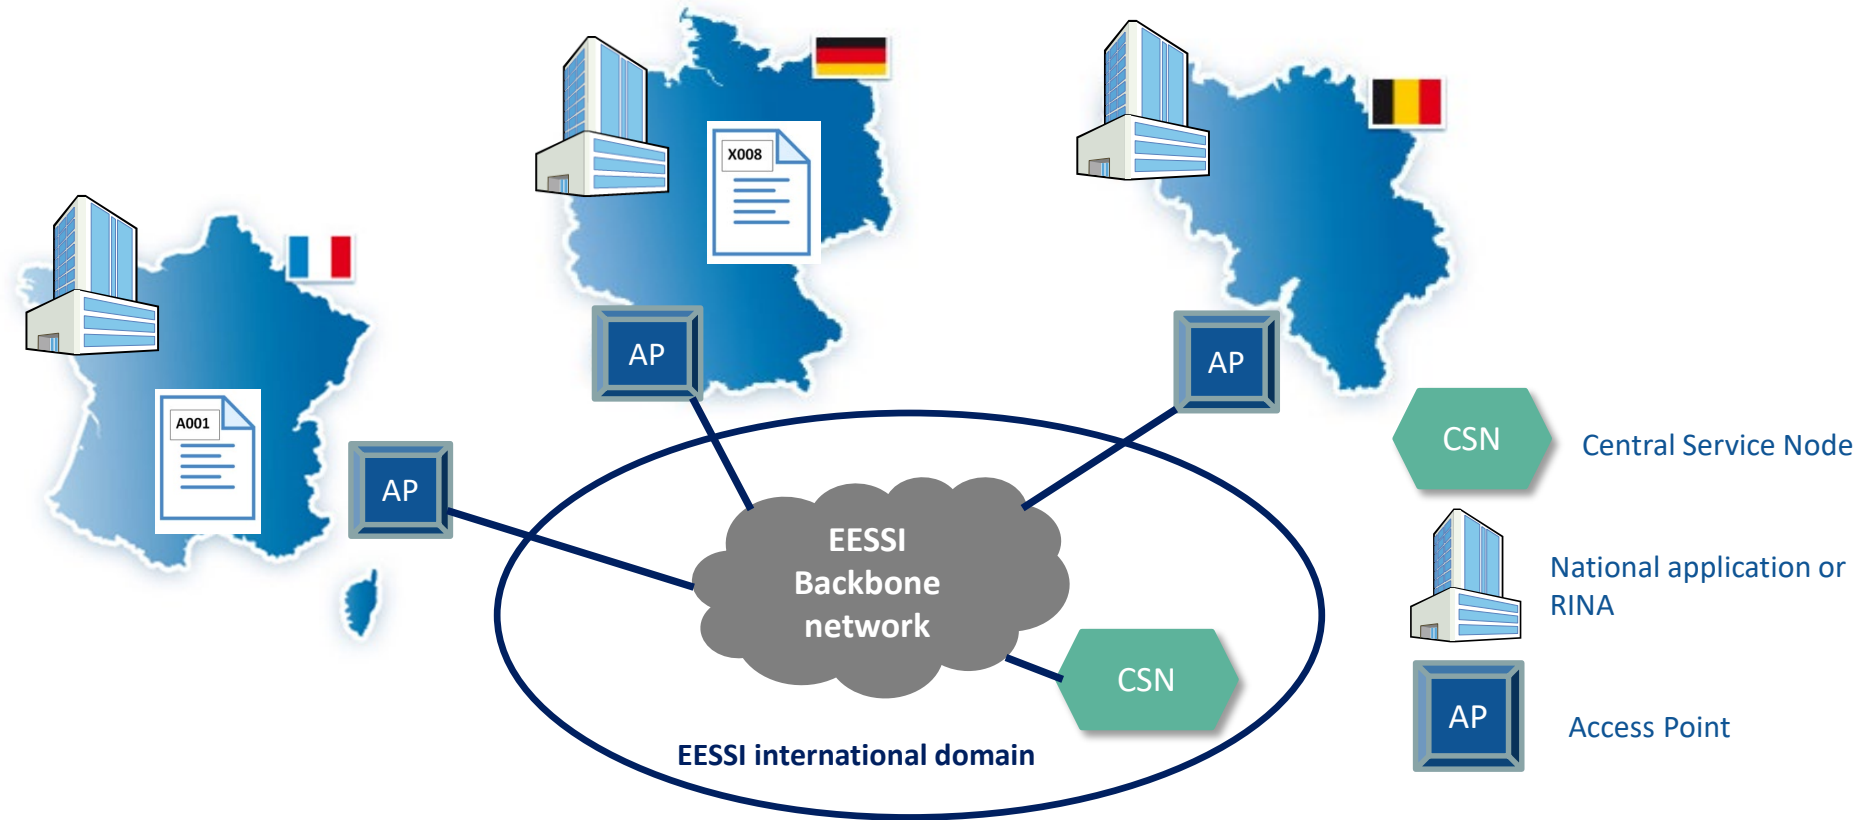 X008
A001
AP
AP
AP
EESSI
Backbone
network
CSN
EESSI international domain
CSN
Central Service Node
National application or
RINA
AP
Access Point